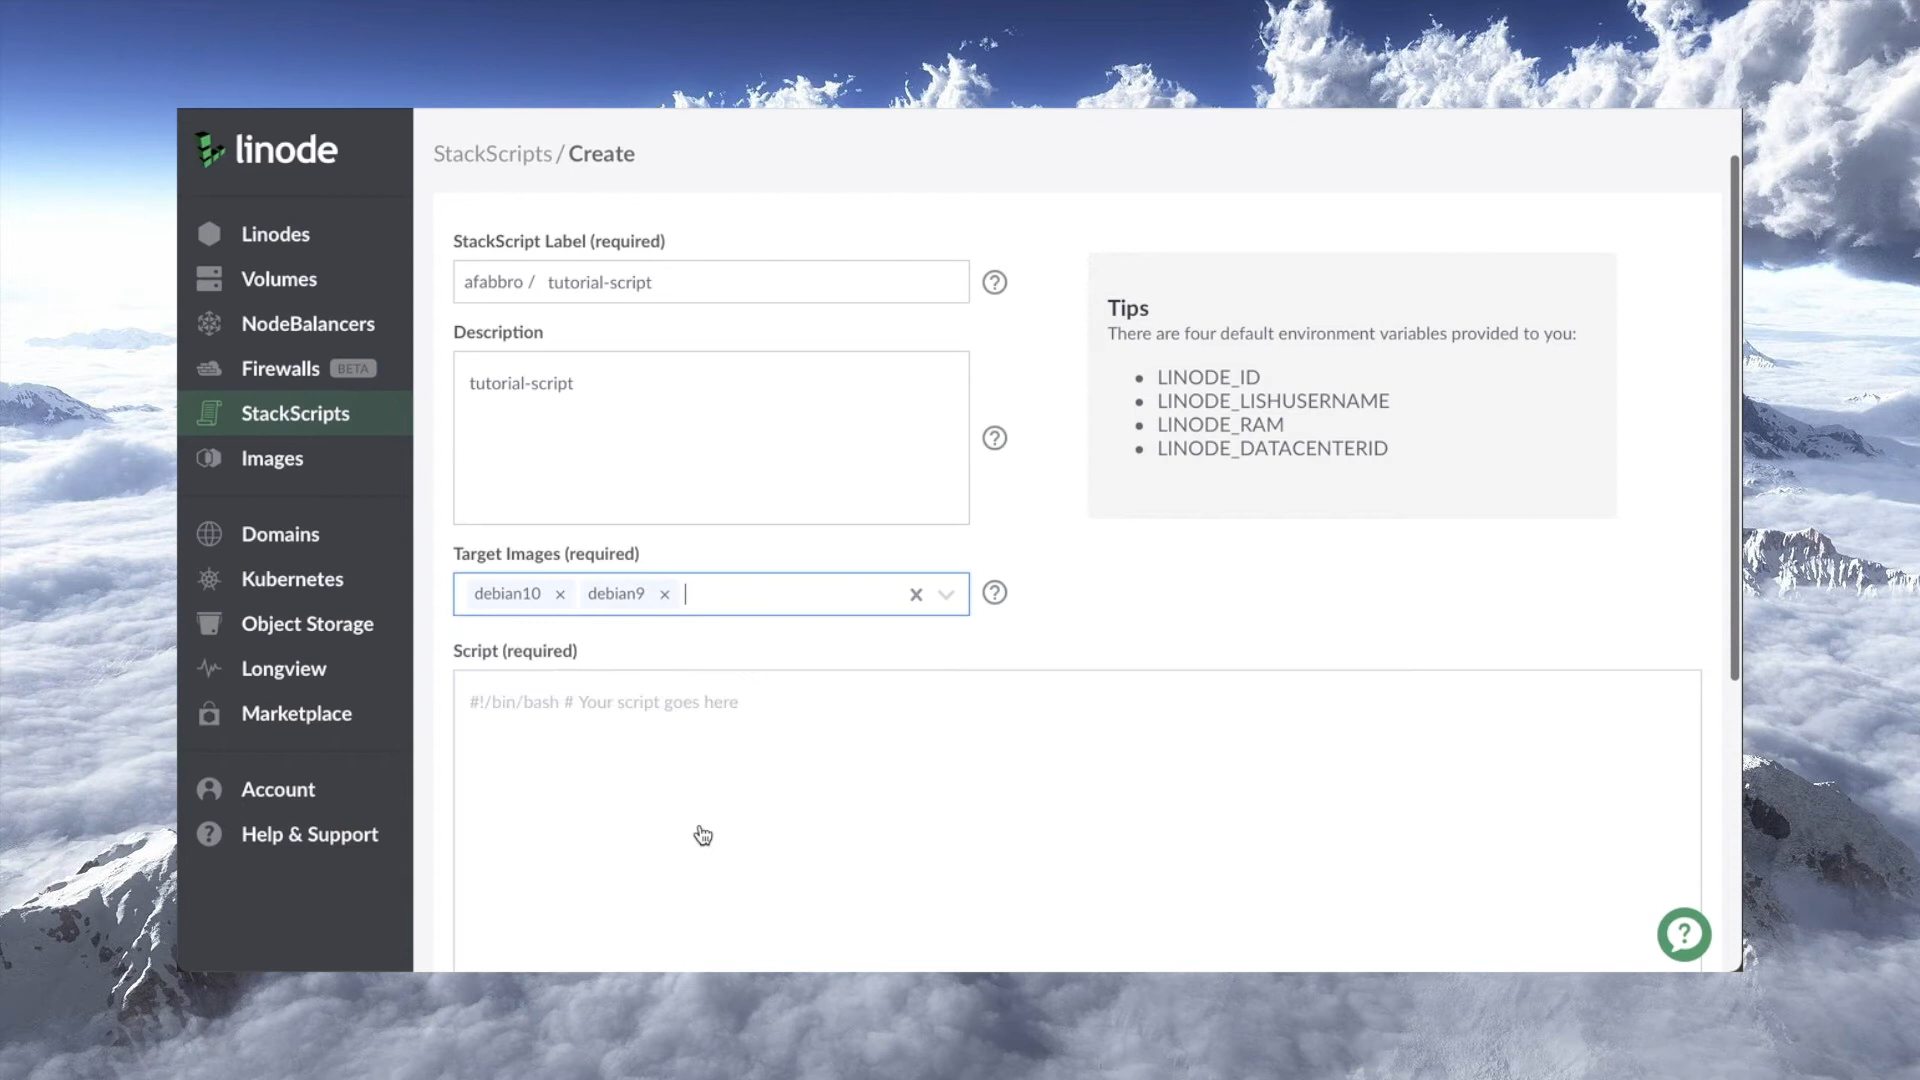 linode
Linodes
Volumes
NodeBalancers
Firewalls BETA
StackScripts
Images
Domains
Kubernetes
Object Storage
Longview
Marketplace
Account
Help & Support
StackScripts / Create
StackScript Label (required)
afabbro / tutorial-script
Description
tutorial-script
Target Images (required)
debian10 × debian9 ×
Script (required)
#!/bin/bash # Your script goes here
Tips
There are four default environment variables provided to you:
• LINODE_ID
• LINODE_LISHUSERNAME
• LINODE_RAM
• LINODE_DATACENTERID